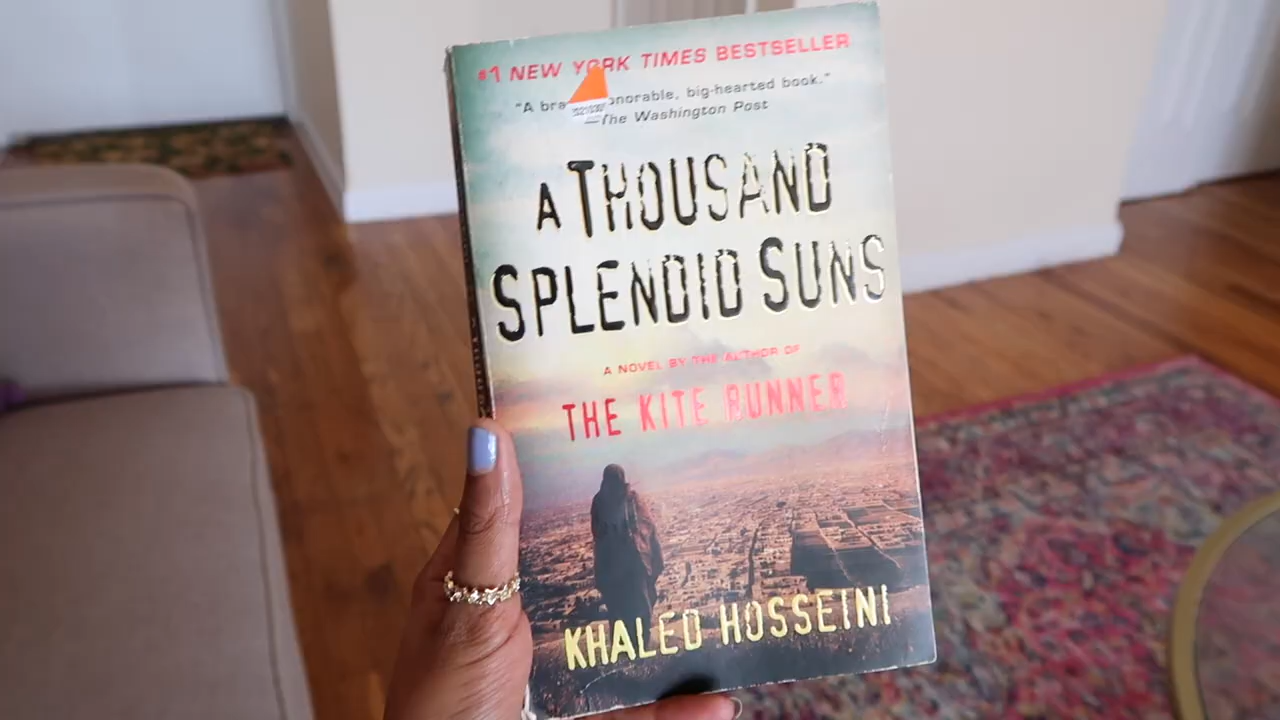 #1 NEW YORK TIMES BESTSELLER
"A bra onorable, big-hearted book."
—The Washington Post
A THOUSAND
SPLENDID SUNS
A NOVEL BY THE AUTHOR OF
THE KITE RUNNER
KHALED HOSSEINI